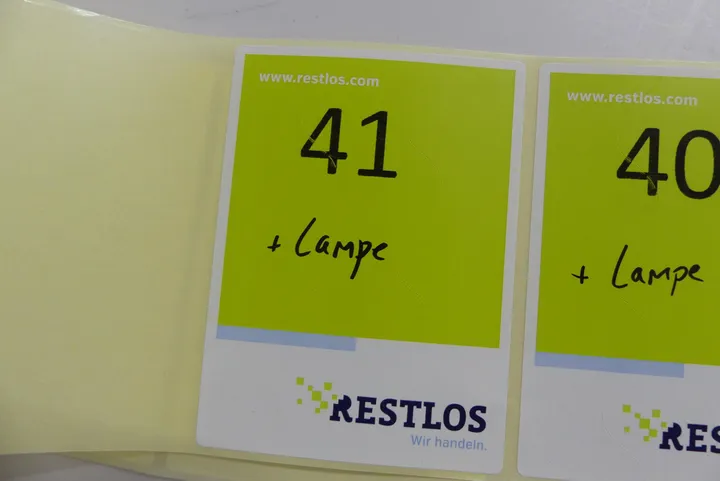 www.restlos.com
41
+ Lampe
RESTLOS
Wir handeln.
www.restlos.com
40
+ Lampe